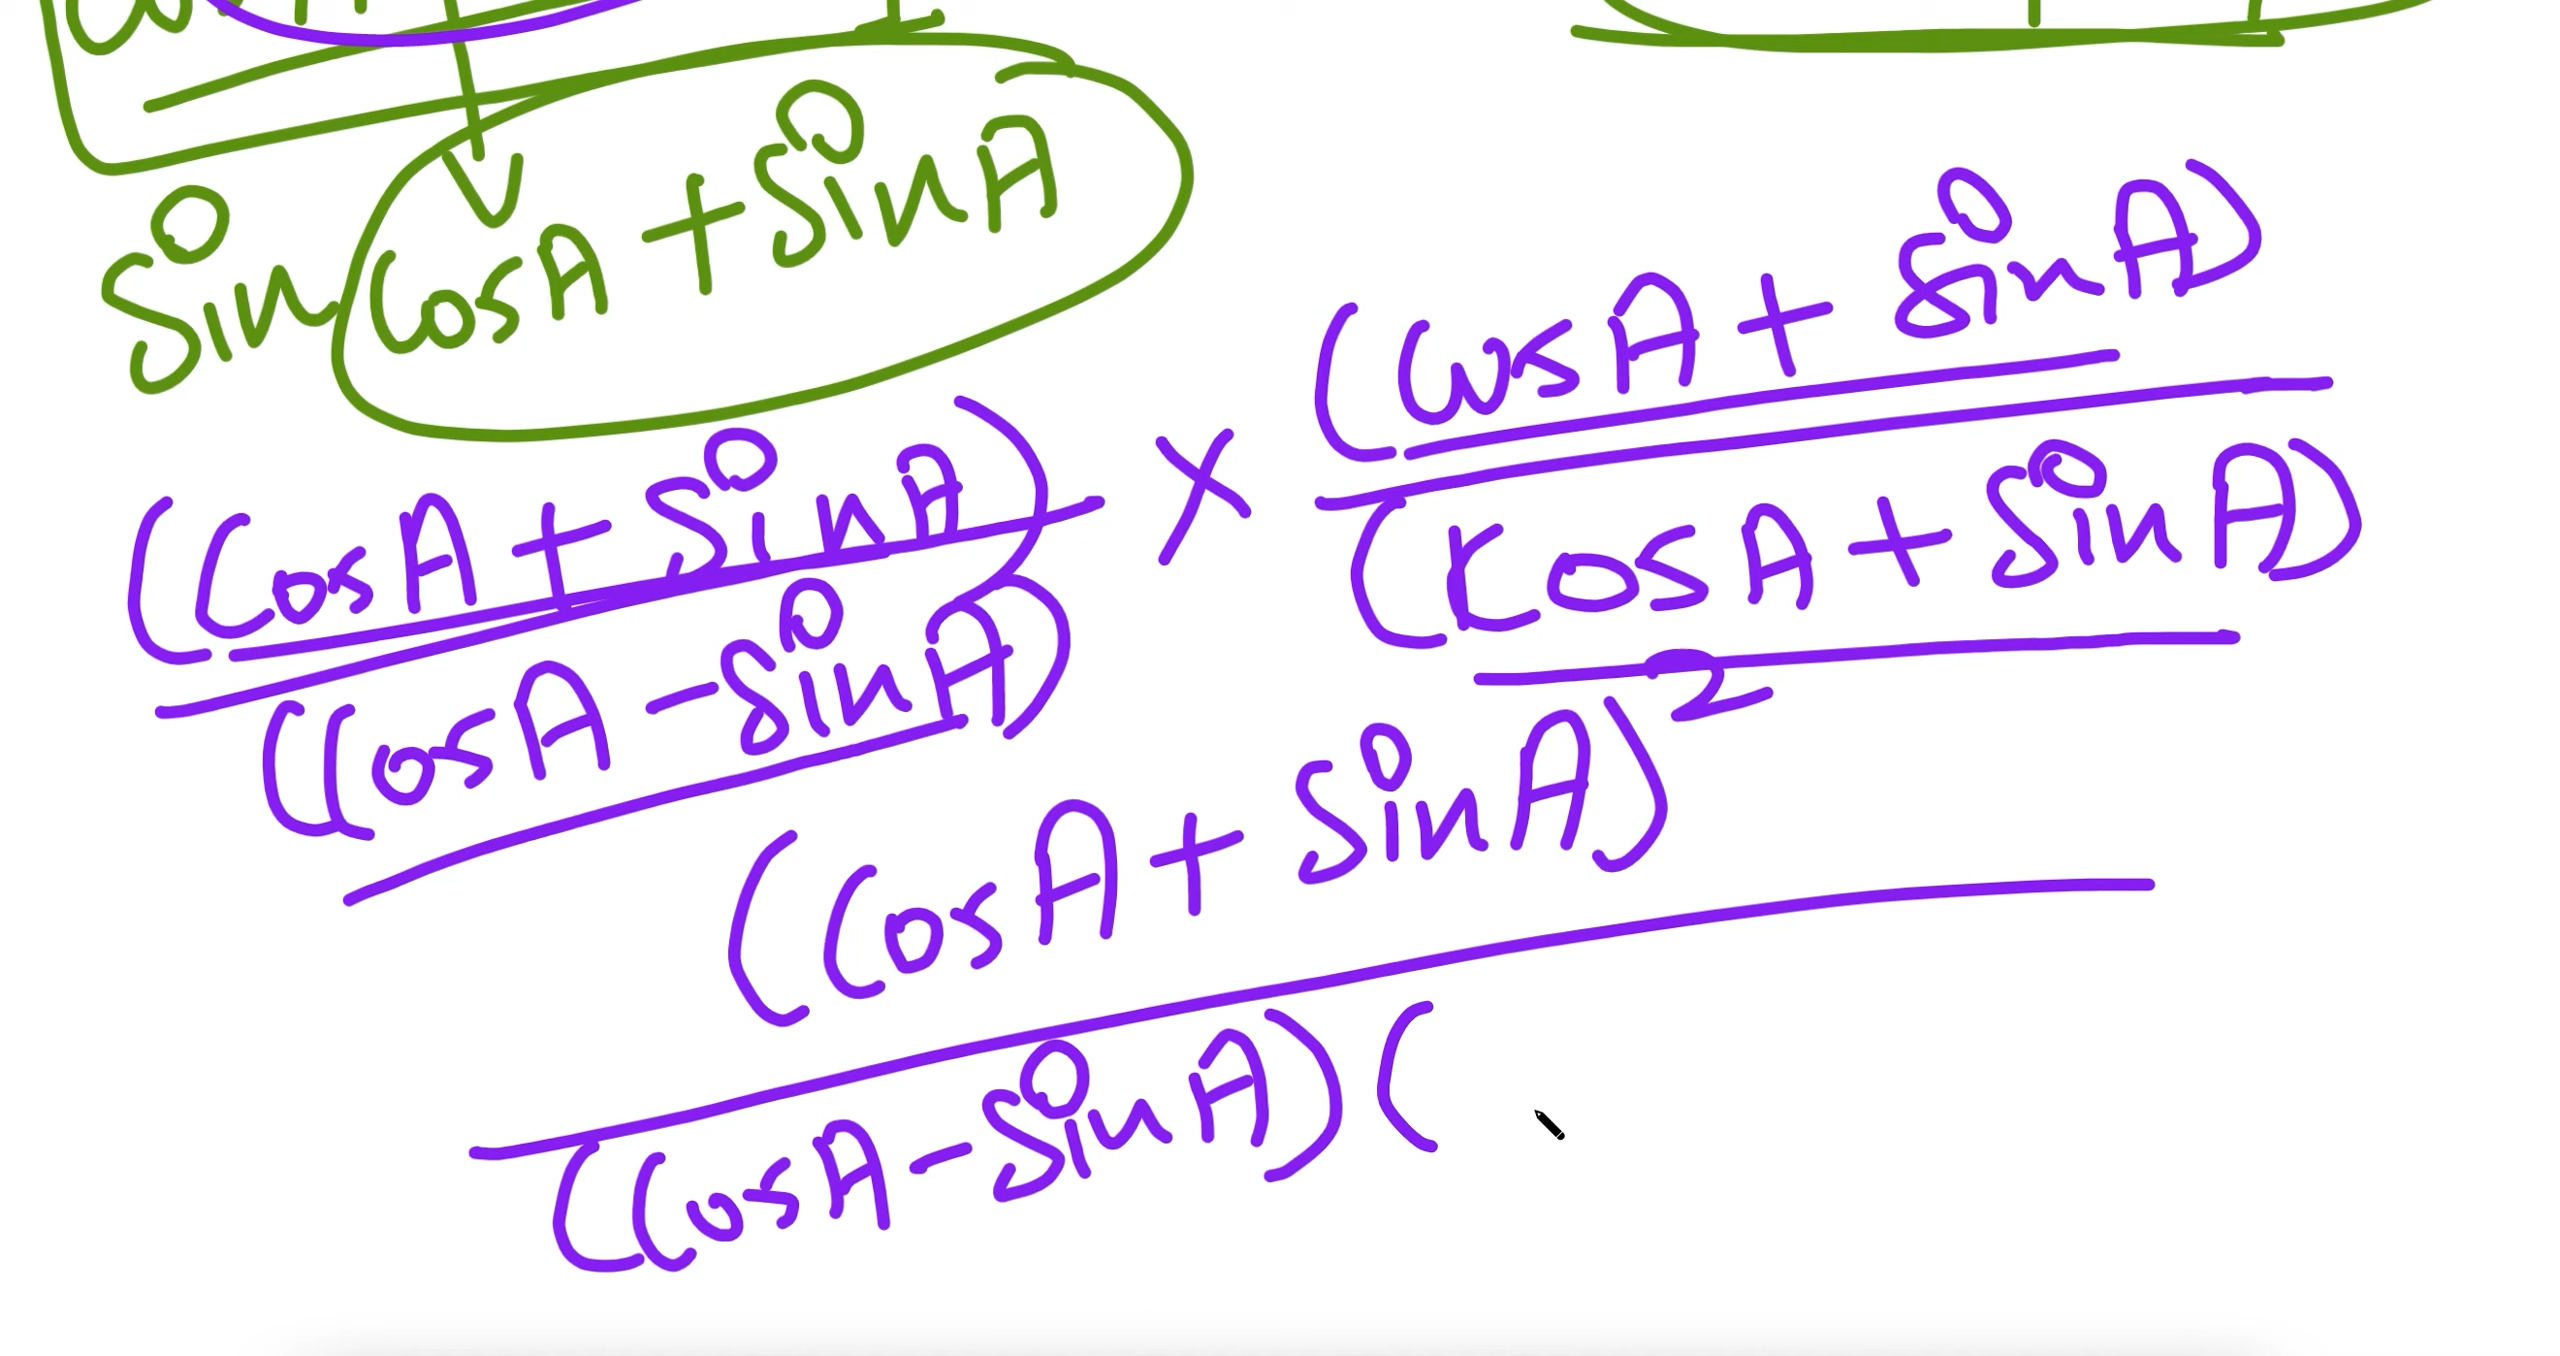 Sin CosA + SinA
(CosA + SinA) × (CosA + SinA)
(CosA - SinA) (CosA + SinA)
(CosA + SinA)²
(CosA - SinA) (